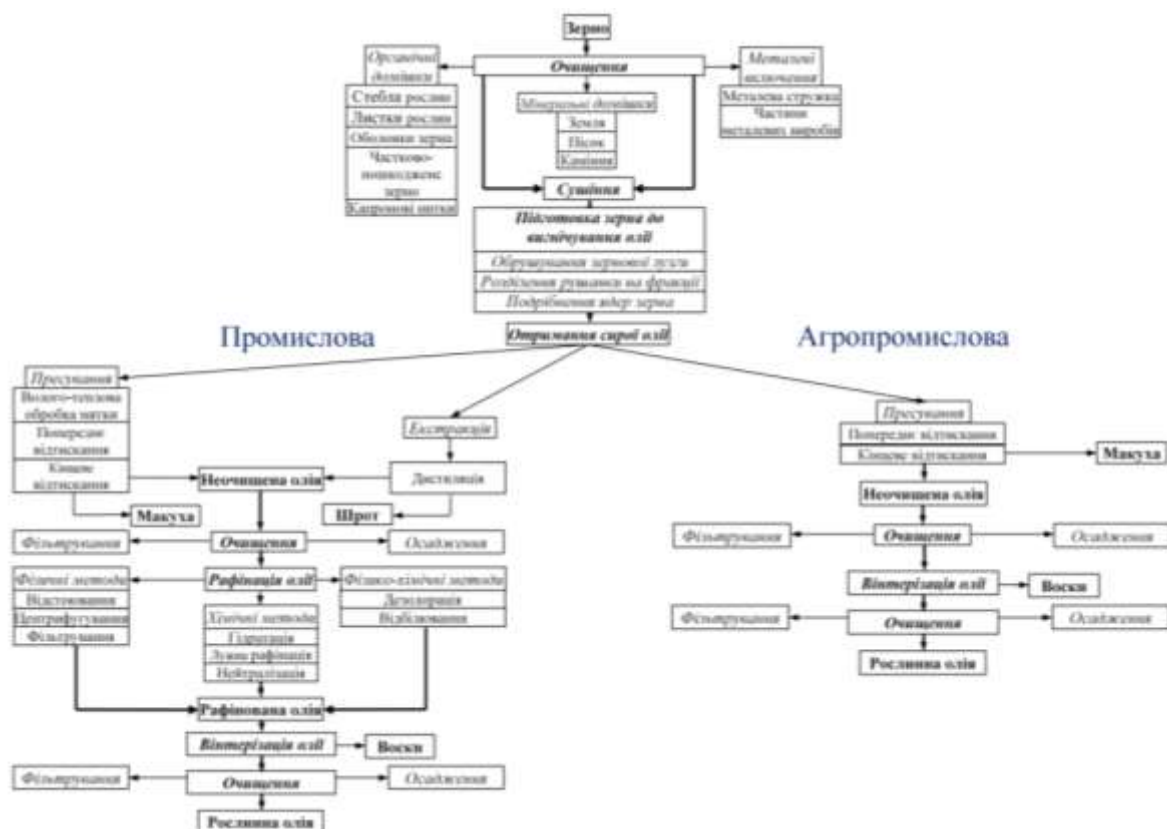 Зерно
Органічні
домішки
Стебла рослин
Листки рослин
Оболонки зерна
Частково-
пошкоджене
зерно
Капронові нитки
Очищення
Мінеральні домішки
Земля
Пісок
Каміння
Металеві
включення
Металева стружка
Частини
металевих виробів
Сушіння
Підготовка зерна до
вигнічування олії
Обрушування зернової лузги
Розділення рушанки на фракції
Подрібнення ядер зерна
Отримання сирої олії
Промислова
Агропромислова
Пресування
Волого-теплова
обробка мятки
Попереднє
відтискання
Кінцеве
відтискання
Макуха
Екстракція
Дистиляція
Шрот
Неочищена олія
Фільтрування
Очищення
Осадження
Фізичні методи
Відстоювання
Центрафугування
Фільтрування
Рафінація олії
Хімічні методи
Гідратація
Лужна рафінація
Нейтралізація
Фізико-хімічні методи
Дезодорація
Відбілювання
Рафінована олія
Вінтерізація олії
Воски
Фільтрування
Очищення
Осадження
Рослинна олія
Пресування
Попереднє відтискання
Кінцеве відтискання
Макуха
Неочищена олія
Фільтрування
Очищення
Осадження
Вінтерізація олії
Воски
Фільтрування
Очищення
Осадження
Рослинна олія